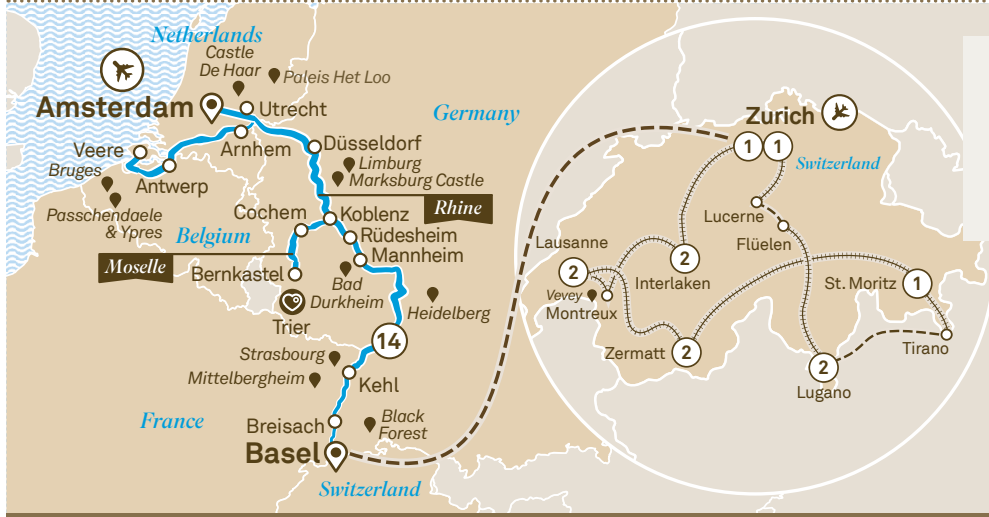 Netherlands
Castle
De Haar
Paleis Het Loo
Amsterdam
Utrecht
Germany
Veere
Arnhem
Düsseldorf
Bruges
Antwerp
Limburg
Marksburg Castle
Passchendaele
& Ypres
Cochem
Koblenz
Rhine
Belgium
Rüdesheim
Moselle
Mannheim
Bernkastel
Bad
Durkheim
Trier
Heidelberg
14
Strasbourg
Mittelbergheim
Kehl
France
Breisach
Black
Forest
Basel
Switzerland
Zurich
1
1
Switzerland
Lucerne
Flüelen
Lausanne
2
2
Interlaken
Vevey
Montreux
St. Moritz
1
Zermatt
2
Tirano
2
Lugano